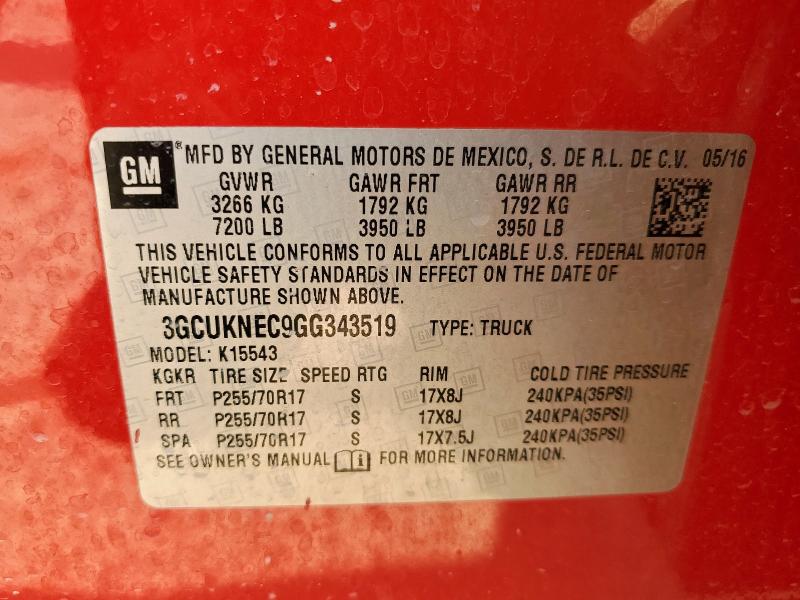 GM ® MFD BY GENERAL MOTORS DE MEXICO, S. DE R.L. DE C.V. 05/16
GVWR GAWR FRT GAWR RR
3266 KG 1792 KG 1792 KG
7200 LB 3950 LB 3950 LB
THIS VEHICLE CONFORMS TO ALL APPLICABLE U.S. FEDERAL MOTOR
VEHICLE SAFETY STANDARDS IN EFFECT ON THE DATE OF
MANUFACTURE SHOWN ABOVE.
3GCUKNEC9GG343519 TYPE: TRUCK
MODEL: K15543
KGKR TIRE SIZE SPEED RTG RIM COLD TIRE PRESSURE
FRT P255/70R17 S 17X8J 240KPA(35PSI)
RR P255/70R17 S 17X8J 240KPA(35PSI)
SPA P255/70R17 S 17X7.5J 240KPA(35PSI)
SEE OWNER'S MANUAL i FOR MORE INFORMATION.